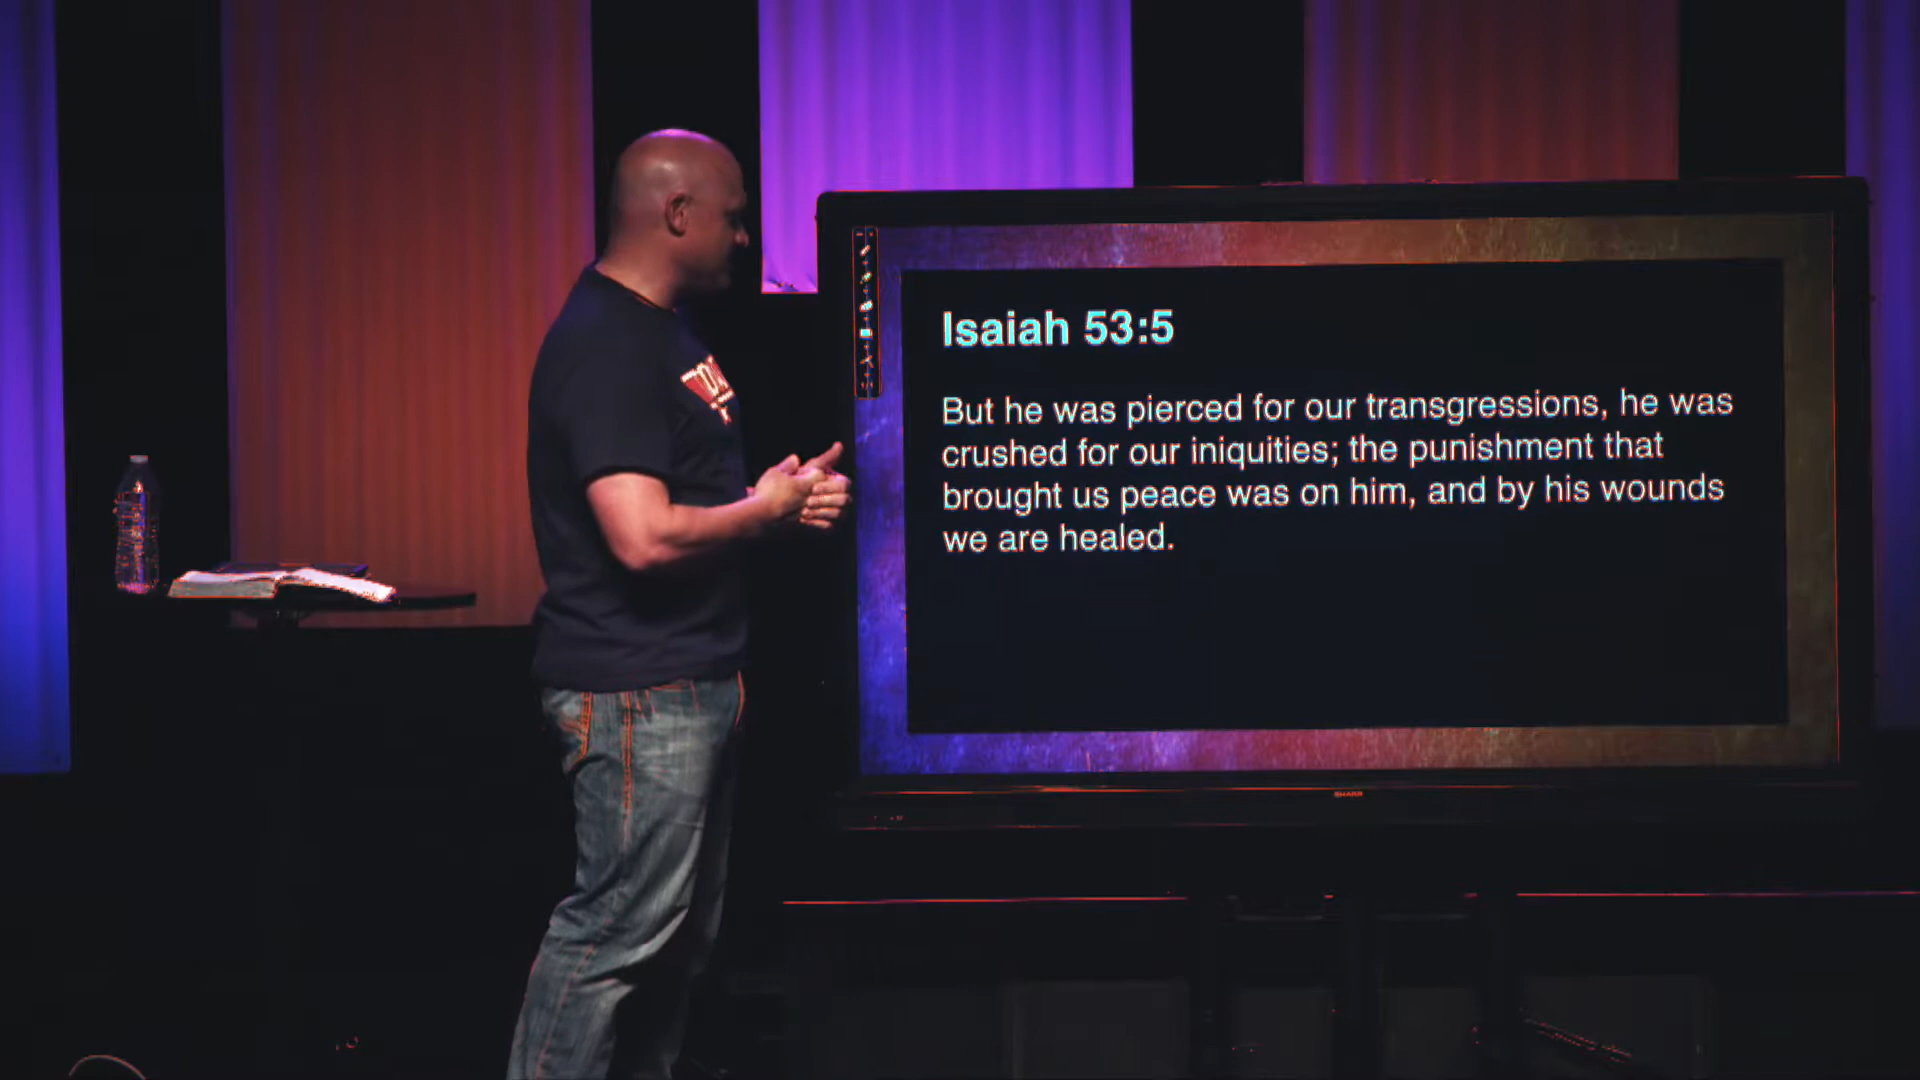 Isaiah 53:5
But he was pierced for our transgressions, he was
crushed for our iniquities; the punishment that
brought us peace was on him, and by his wounds
we are healed.
SHARP